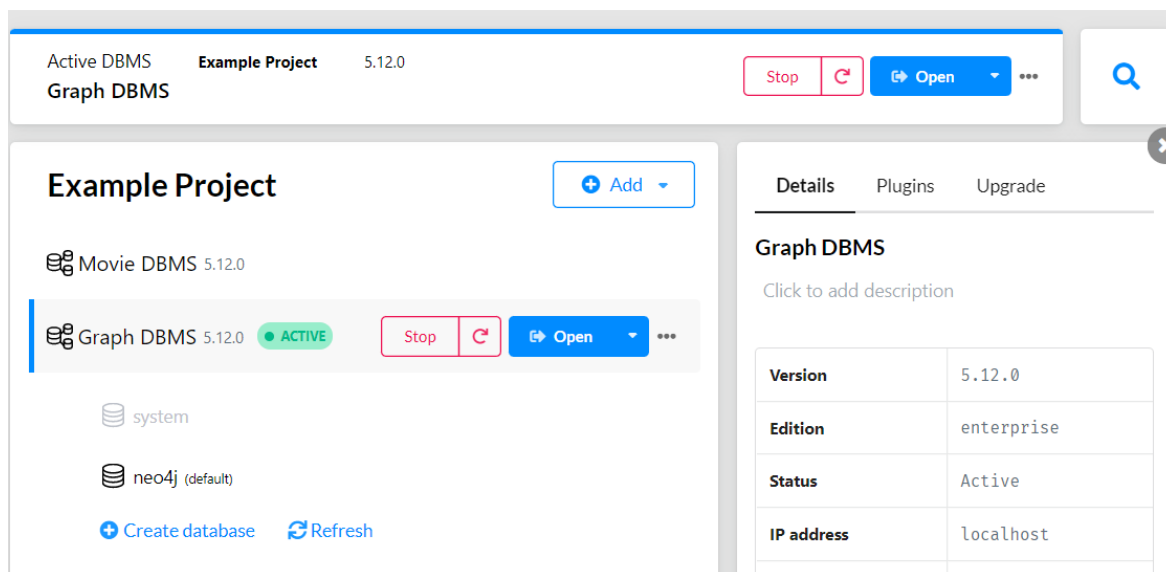 Active DBMS Example Project 5.12.0
Graph DBMS
Stop Open
Example Project
Add
Movie DBMS 5.12.0
Graph DBMS 5.12.0 ACTIVE Stop Open
system
neo4j (default)
Create database Refresh
Details Plugins Upgrade
Graph DBMS
Click to add description
Version 5.12.0
Edition enterprise
Status Active
IP address localhost